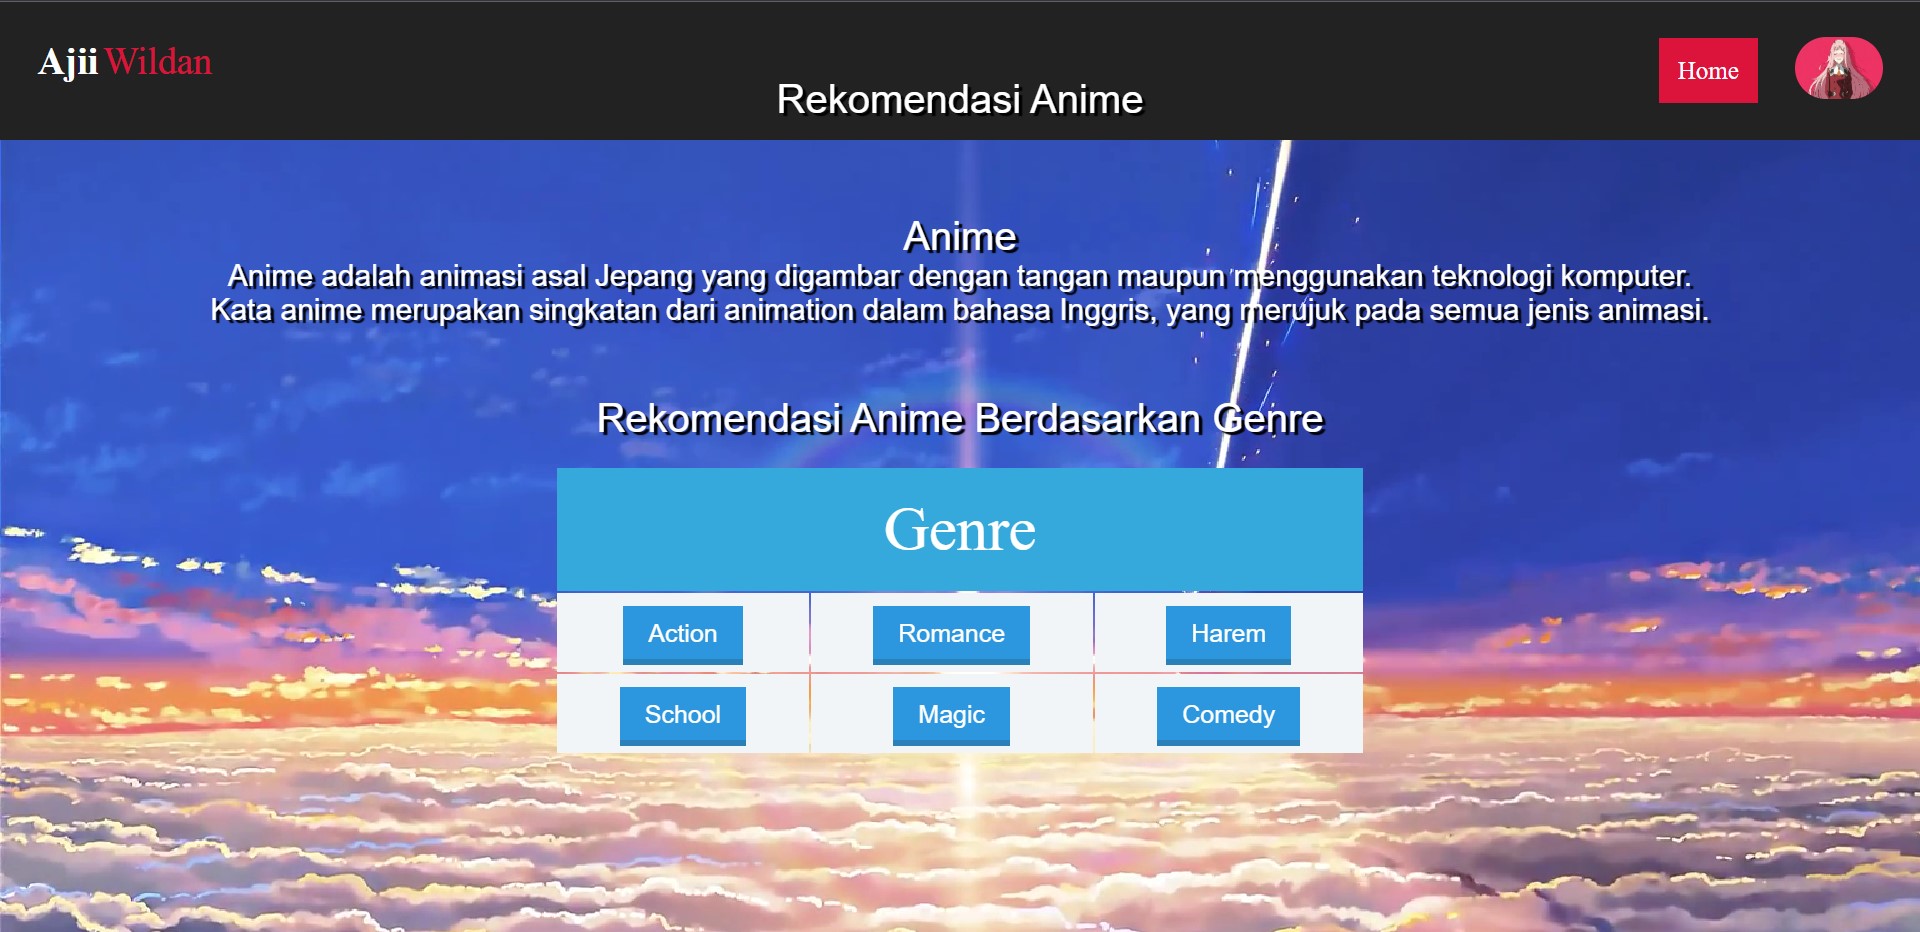 Ajii Wildan
Home
Rekomendasi Anime
Anime
Anime adalah animasi asal Jepang yang digambar dengan tangan maupun menggunakan teknologi komputer.
Kata anime merupakan singkatan dari animation dalam bahasa Inggris, yang merujuk pada semua jenis animasi.
Rekomendasi Anime Berdasarkan Genre
Genre
Action Romance Harem
School Magic Comedy